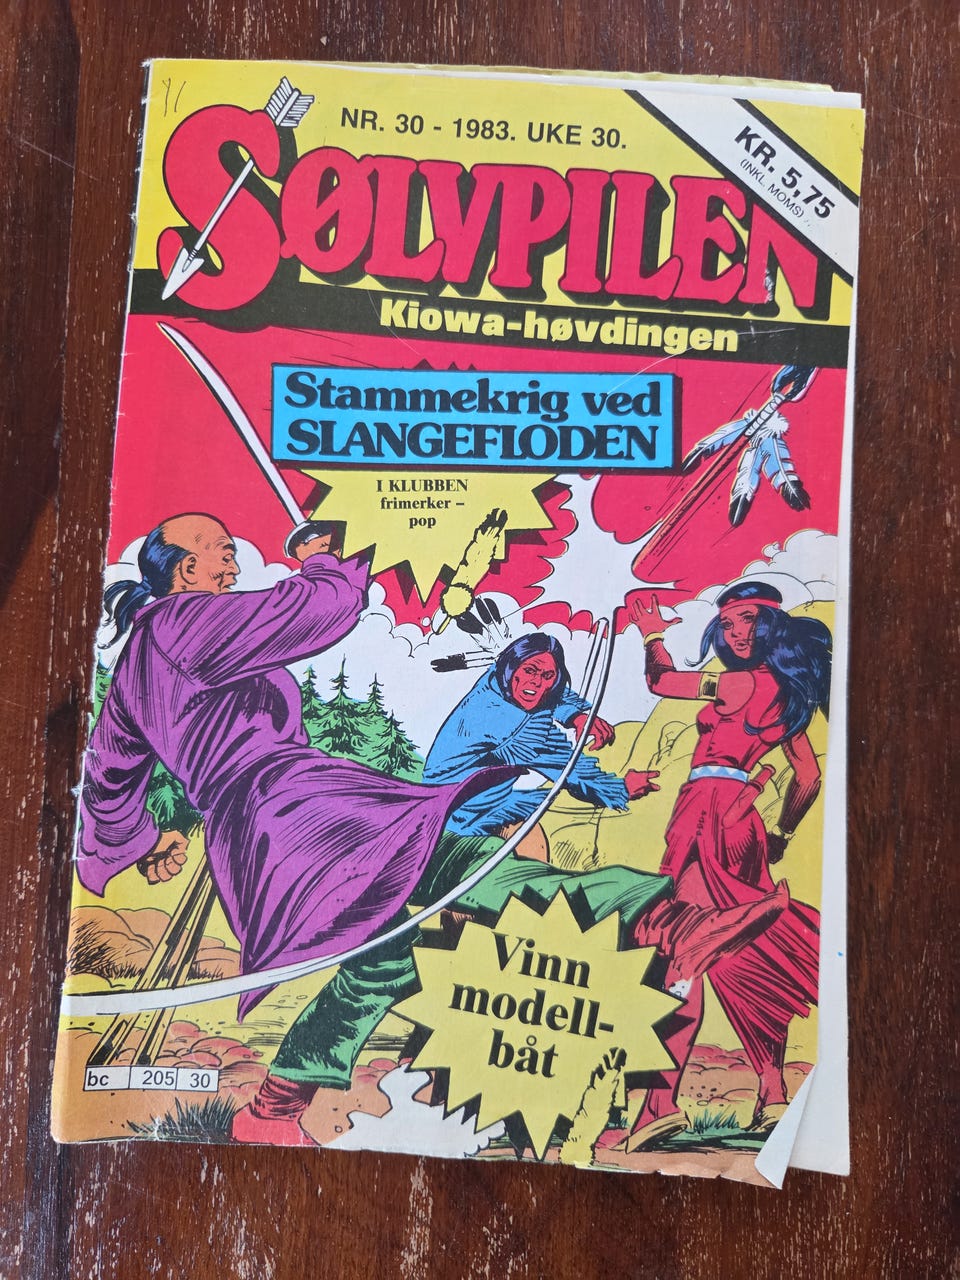 NR. 30 - 1983. UKE 30.
KR. 5,75
(INKL. MOMS)
SØLVPILEN
Kiowa-høvdingen
Stammekrig ved
SLANGEFLODEN
I KLUBBEN
frimerker –
pop
Vinn
modell-
båt
bc 205 30